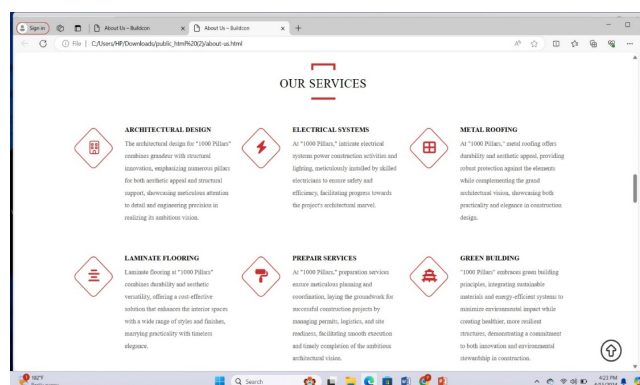 Sign in
About Us – Buildcon
About Us – Buildcon
File | C:/Users/HP/Downloads/public_html%20(2)/about-us.html
OUR SERVICES
ARCHITECTURAL DESIGN
The architectural design for "1000 Pillars"
combines grandeur with structural
innovation, emphasizing numerous pillars
for both aesthetic appeal and structural
support, showcasing meticulous attention
to detail and engineering precision in
realizing its ambitious vision.
ELECTRICAL SYSTEMS
At "1000 Pillars," intricate electrical
systems power construction activities and
lighting, meticulously installed by skilled
electricians to ensure safety and
efficiency, facilitating progress towards
the project's architectural marvel.
METAL ROOFING
At "1000 Pillars," metal roofing offers
durability and aesthetic appeal, providing
robust protection against the elements
while complementing the grand
architectural vision, showcasing both
practicality and elegance in construction
design.
LAMINATE FLOORING
Laminate flooring at "1000 Pillars"
combines durability and aesthetic
versatility, offering a cost-effective
solution that enhances the interior spaces
with a wide range of styles and finishes,
marrying practicality with timeless
elegance.
PREPAIR SERVICES
At "1000 Pillars," preparation services
ensure meticulous planning and
coordination, laying the groundwork for
successful construction projects by
managing permits, logistics, and site
readiness, facilitating smooth execution
and timely completion of the ambitious
architectural vision.
GREEN BUILDING
"1000 Pillars" embraces green building
principles, integrating sustainable
materials and energy-efficient systems to
minimize environmental impact while
creating healthier, more resilient
structures, demonstrating a commitment
to both innovation and environmental
stewardship in construction.
102°F
Search
4:23 PM